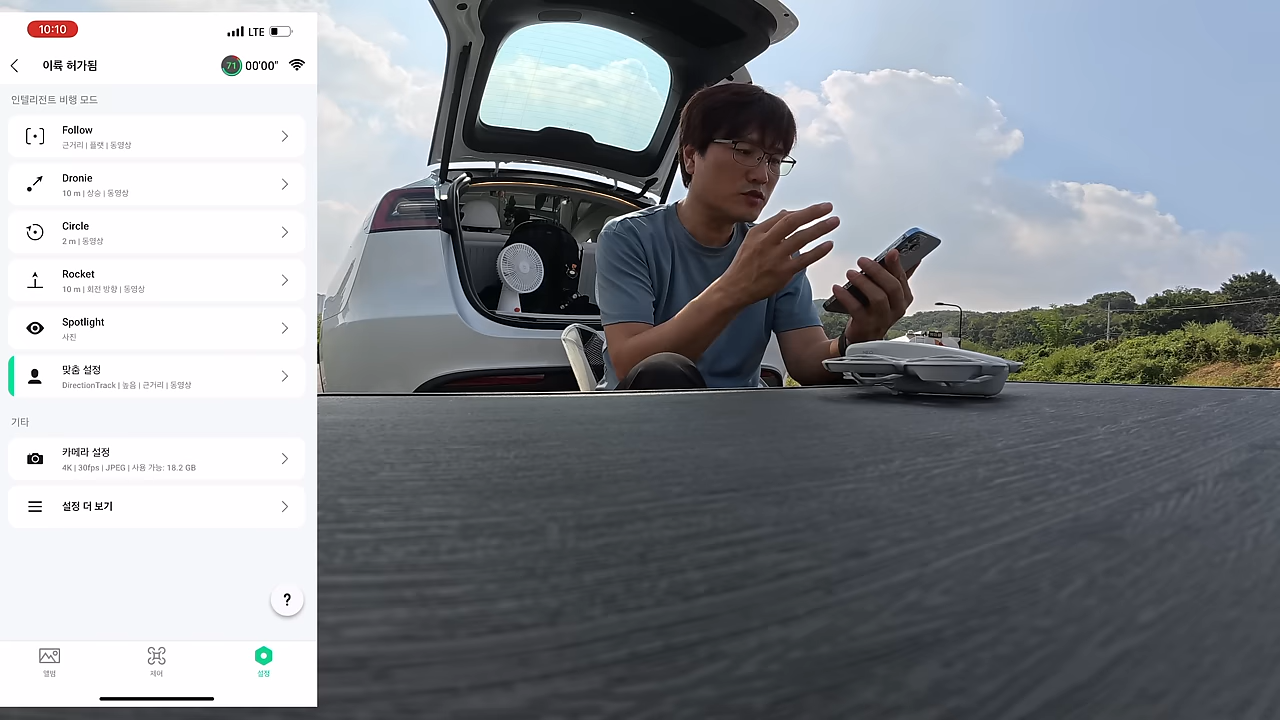 10:10
LTE
이륙 허가됨
71 00'00"
인텔리전트 비행 모드
Follow
근거리 | 플랫 | 동영상
Dronie
10 m | 상승 | 동영상
Circle
2 m | 동영상
Rocket
10 m | 회전 방향 | 동영상
Spotlight
사진
맞춤 설정
DirectionTrack | 높음 | 근거리 | 동영상
기타
카메라 설정
4K | 30fps | JPEG | 사용 가능: 18.2 GB
설정 더 보기
?
앨범
제어
설정